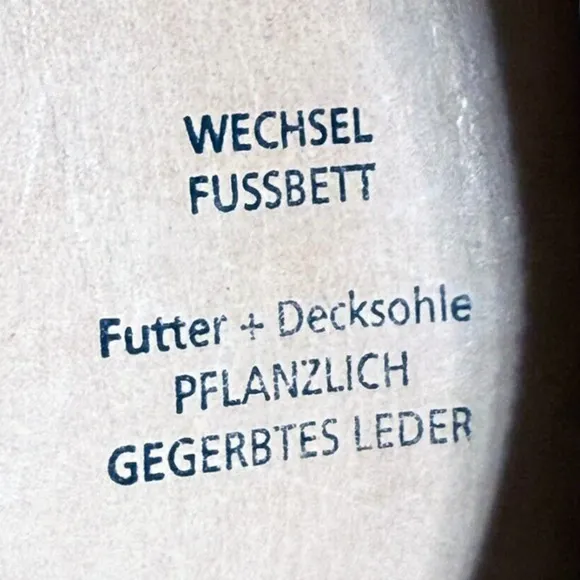 WECHSEL
FUSSBETT
Futter + Decksohle
PFLANZLICH
GEGERBTES LEDER